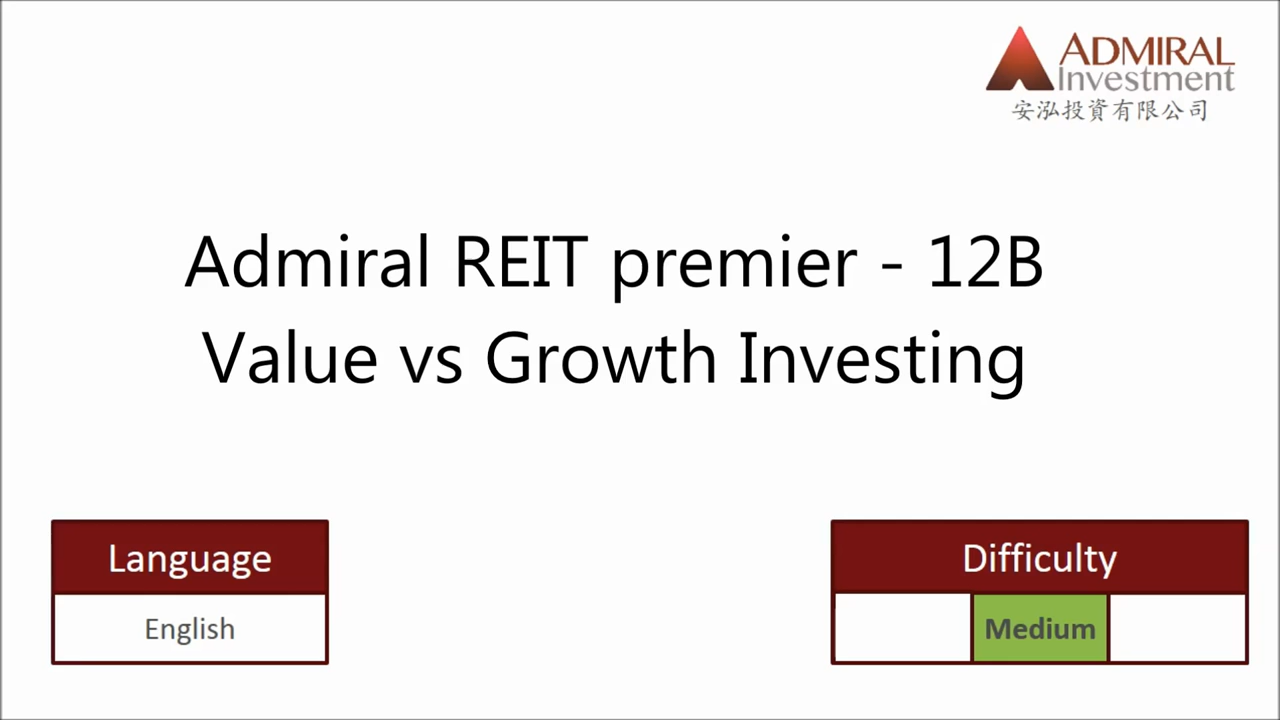 ADMIRAL
Investment
安泓投資有限公司
Admiral REIT premier - 12B
Value vs Growth Investing
Language
English
Difficulty
Medium